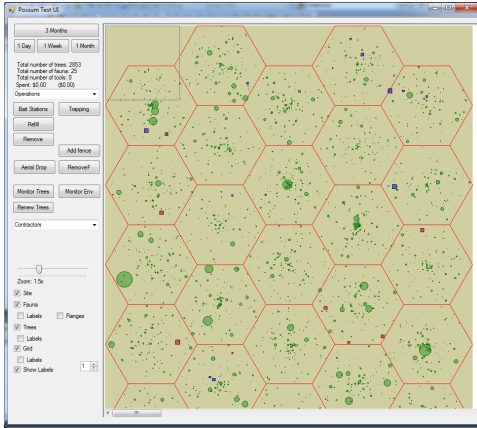 Possum Test UI
3 Months
1 Day
1 Week
1 Month
Total number of trees: 2853
Total number of fauna: 25
Total number of tools: 0
Spent: $0.00 ($0.00)
Operations
Bait Stations
Trapping
Refill
Remove
Add fence
Aerial Drop
RemoveF
Monitor Trees
Monitor Env
Renew Trees
Contractors
Zoom: 1.5x
Site
Fauna
Labels
Ranges
Trees
Labels
Grid
Labels
Show Labels
1